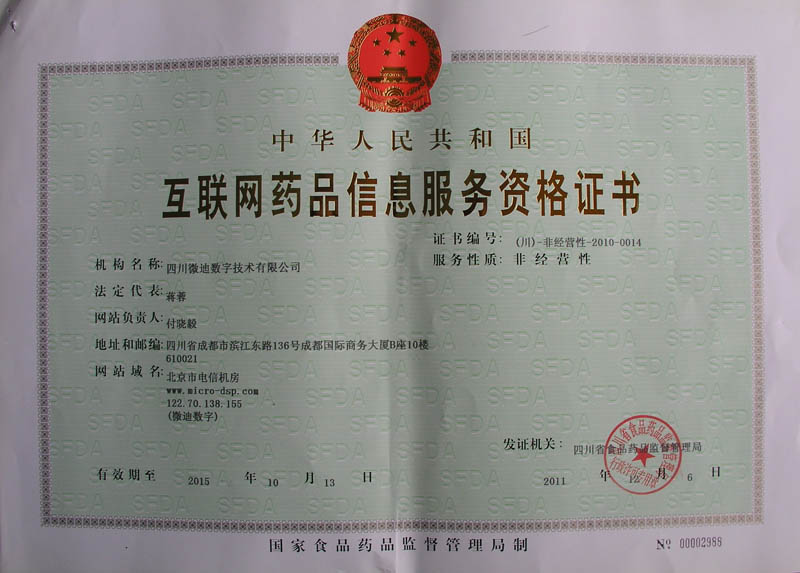 中华人民共和国
互联网药品信息服务资格证书
证书编号: (川)-非经营性-2010-0014
服务性质: 非经营性
机构名称: 四川微迪数字技术有限公司
法定代表: 蒋蓉
网站负责人: 付晓毅
地址和邮编: 四川省成都市滨江东路136号成都国际商务大厦B座10楼
610021
网站域名: 北京市电信机房
www.micro-dsp.com
122.70.138.155
(微迪数字)
发证机关: 四川省食品药品监督管理局
有效期至 2015 年 10 月 13 日
2011 年 12 月 6 日
国家食品药品监督管理局制
№ 00002988